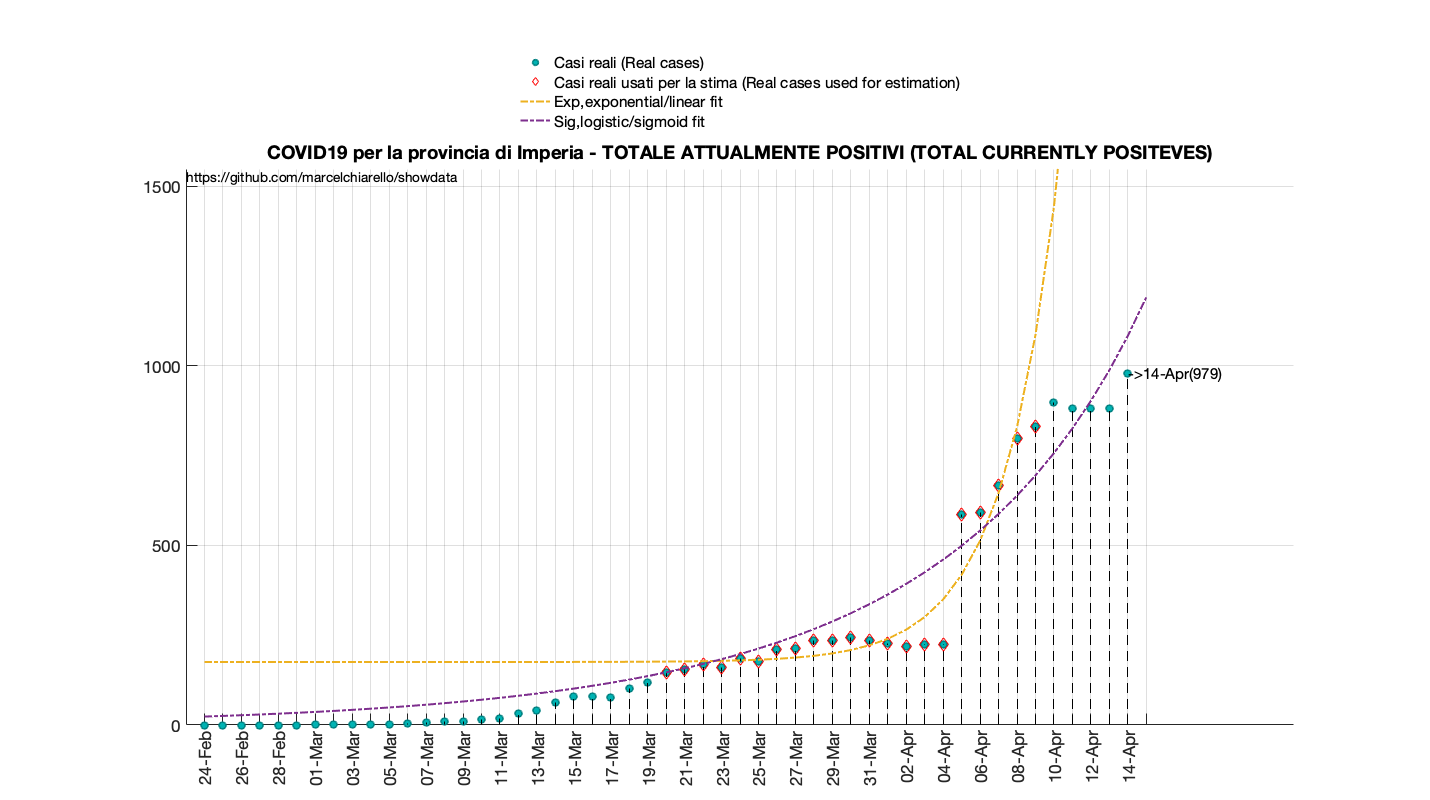 Casi reali (Real cases)
Casi reali usati per la stima (Real cases used for estimation)
Exp,exponential/linear fit
Sig,logistic/sigmoid fit
COVID19 per la provincia di Imperia - TOTALE ATTUALMENTE POSITIVI (TOTAL CURRENTLY POSITEVES)
https://github.com/marcelchiarello/showdata
1500
1000
->14-Apr(979)
500
0
24-Feb
26-Feb
28-Feb
01-Mar
03-Mar
05-Mar
07-Mar
09-Mar
11-Mar
13-Mar
15-Mar
17-Mar
19-Mar
21-Mar
23-Mar
25-Mar
27-Mar
29-Mar
31-Mar
02-Apr
04-Apr
06-Apr
08-Apr
10-Apr
12-Apr
14-Apr